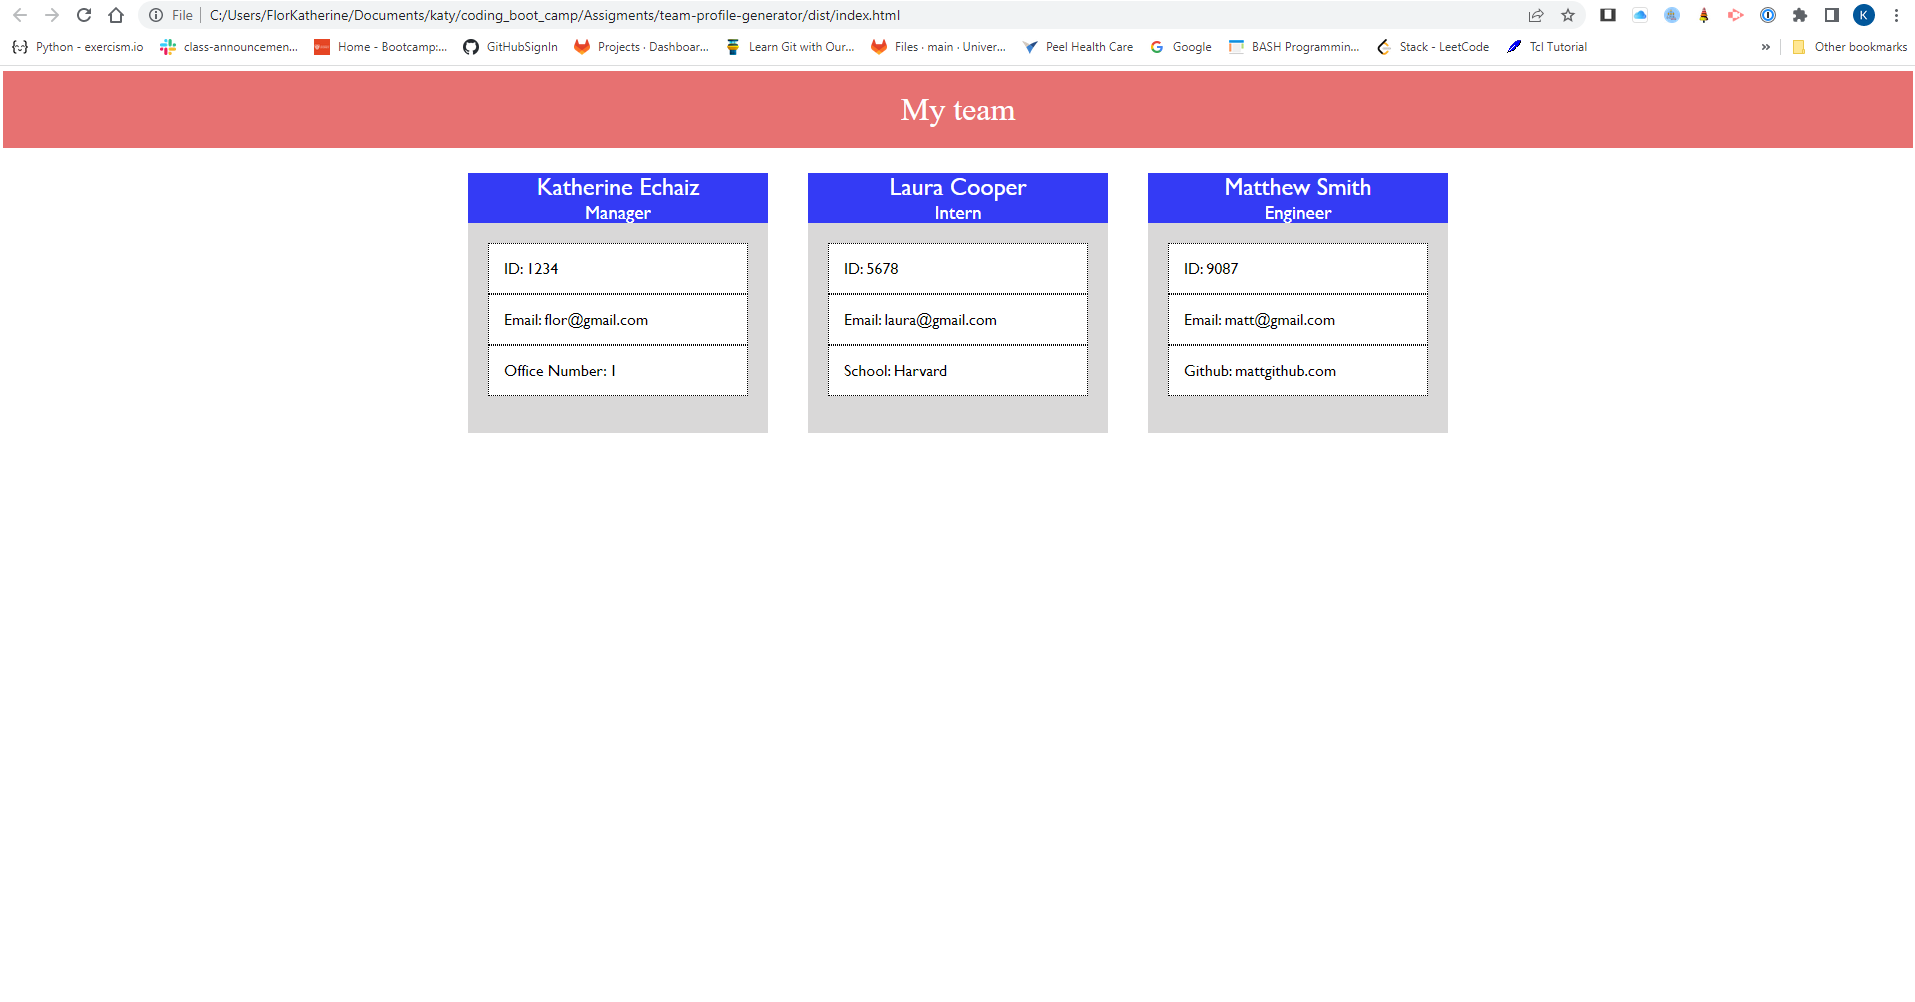 File C:/Users/FlorKatherine/Documents/katy/coding_boot_camp/Assigments/team-profile-generator/dist/index.html K
Python - exercism.io class-announcemen... Home - Bootcamp:... GitHubSignIn Projects · Dashboar... Learn Git with Our... Files · main · Univer... Peel Health Care Google BASH Programmin... Stack - LeetCode Tcl Tutorial » Other bookmarks
My team
Katherine Echaiz
Manager
ID: 1234
Email: flor@gmail.com
Office Number: 1
Laura Cooper
Intern
ID: 5678
Email: laura@gmail.com
School: Harvard
Matthew Smith
Engineer
ID: 9087
Email: matt@gmail.com
Github: mattgithub.com